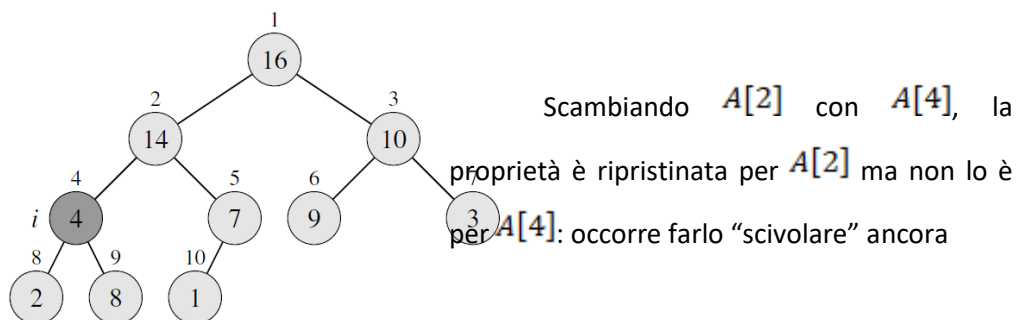 1
16
2 3
14 10
4 5 6 7
i 4 7 9 3
8 9 10
2 8 1
Scambiando A[2] con A[4], la
proprietà è ripristinata per A[2] ma non lo è
per A[4]: occorre farlo “scivolare” ancora